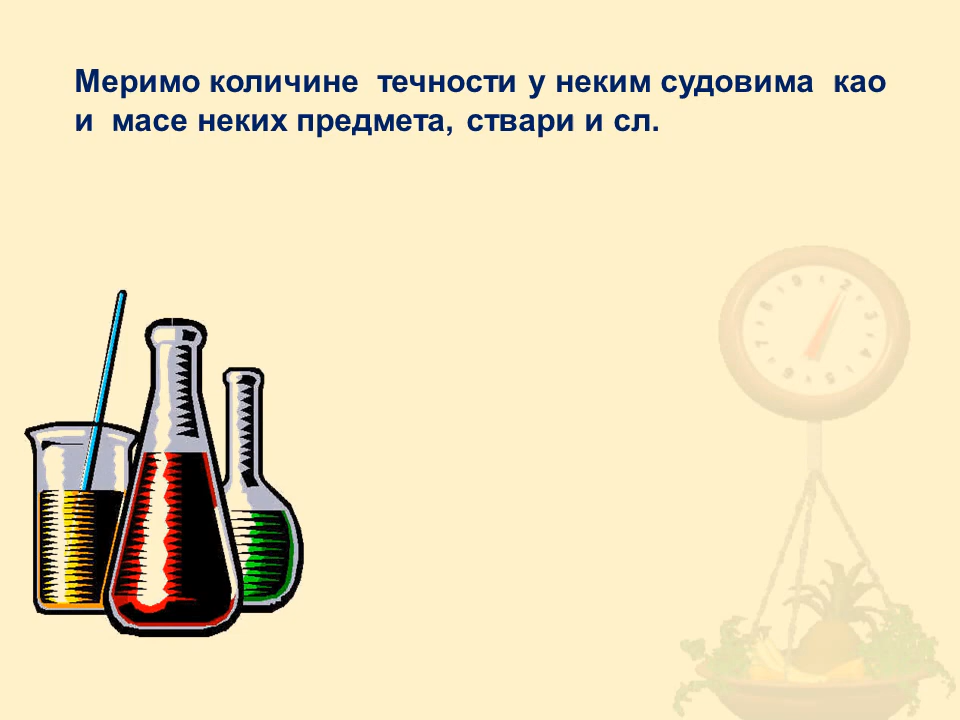 Меримо количине течности у неким судовима као
и масе неких предмета, ствари и сл.